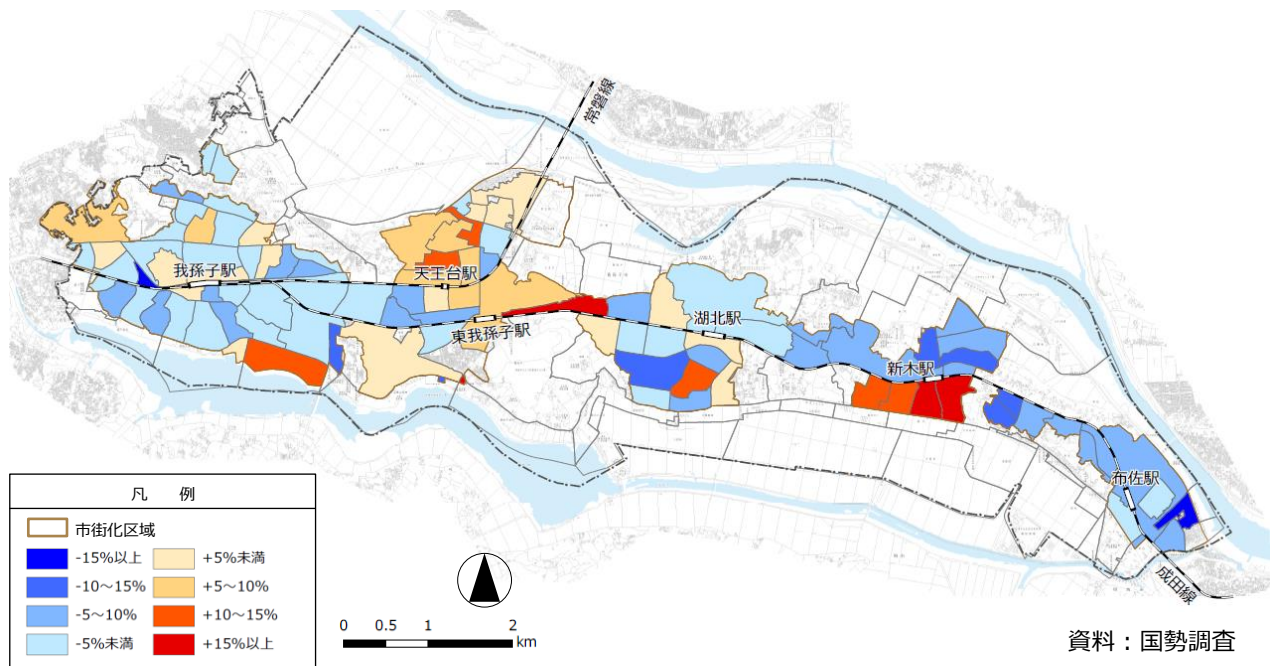 常磐線
我孫子駅
天王台駅
東我孫子駅
湖北駅
新木駅
布佐駅
成田線
凡 例
市街化区域
-15%以上
+5%未満
-10～15%
+5～10%
-5～10%
+10～15%
-5%未満
+15%以上
0 0.5 1 2
km
資料：国勢調査